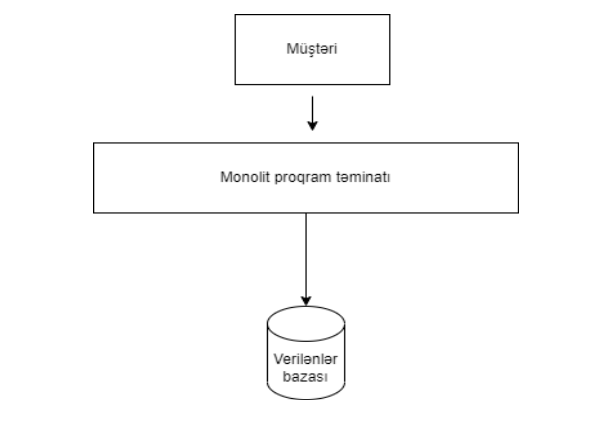 Müştəri
Monolit proqram təminatı
Verilənlər
bazası